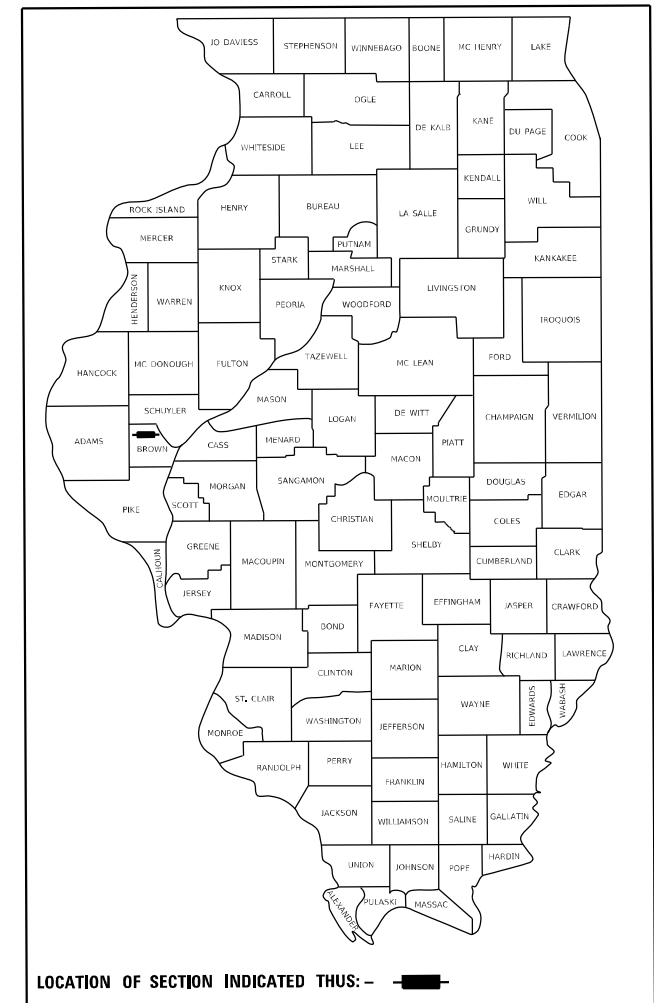 JO DAVIESS STEPHENSON WINNEBAGO BOONE MC HENRY LAKE
CARROLL OGLE
DE KALB KANE DU PAGE COOK
WHITESIDE LEE
KENDALL
ROCK ISLAND HENRY BUREAU LA SALLE WILL
MERCER GRUNDY
PUTNAM
STARK MARSHALL KANKAKEE
HENDERSON WARREN KNOX PEORIA WOODFORD LIVINGSTON
IROQUOIS
HANCOCK MC DONOUGH FULTON TAZEWELL MC LEAN FORD
MASON
SCHUYLER LOGAN DE WITT CHAMPAIGN VERMILION
ADAMS BROWN CASS MENARD MACON PIATT
PIKE SCOTT MORGAN SANGAMON MOULTRIE DOUGLAS EDGAR
CHRISTIAN COLES
GREENE MACOUPIN MONTGOMERY SHELBY CUMBERLAND CLARK
CALHOUN JERSEY
FAYETTE EFFINGHAM JASPER CRAWFORD
MADISON BOND
CLAY RICHLAND LAWRENCE
CLINTON MARION
ST. CLAIR WAYNE EDWARDS WABASH
MONROE WASHINGTON JEFFERSON
RANDOLPH PERRY HAMILTON WHITE
FRANKLIN
JACKSON WILLIAMSON SALINE GALLATIN
UNION JOHNSON POPE HARDIN
ALEXANDER PULASKI MASSAC
LOCATION OF SECTION INDICATED THUS: –